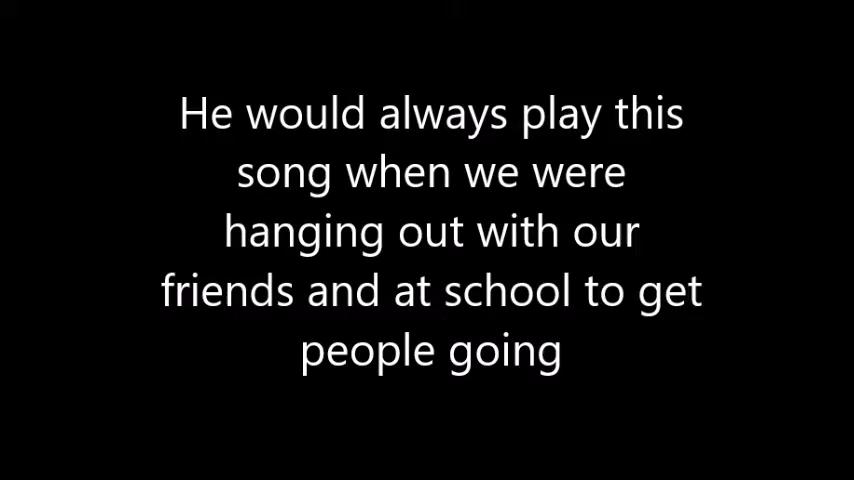 He would always play this
song when we were
hanging out with our
friends and at school to get
people going